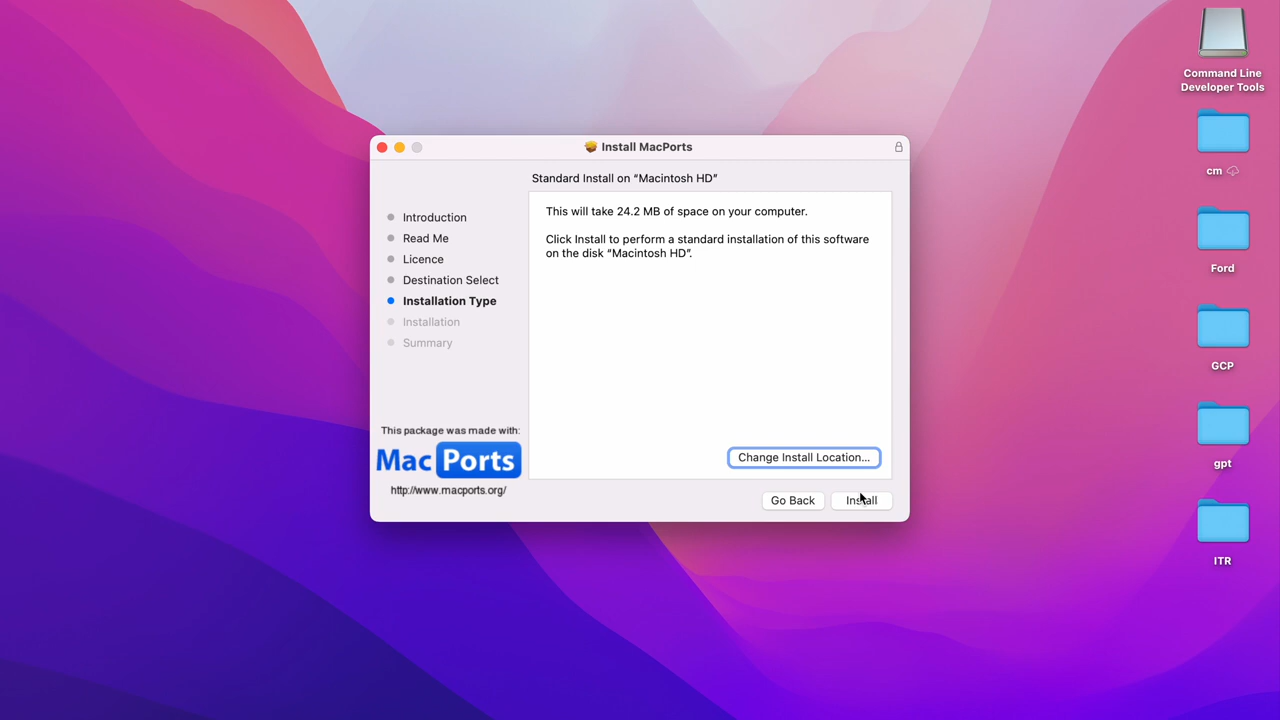 Install MacPorts
Standard Install on “Macintosh HD”
Introduction
Read Me
Licence
Destination Select
Installation Type
Installation
Summary
This package was made with:
MacPorts
http://www.macports.org/
This will take 24.2 MB of space on your computer.
Click Install to perform a standard installation of this software
on the disk “Macintosh HD”.
Change Install Location...
Go Back
Install
Command Line
Developer Tools
cm
Ford
GCP
gpt
ITR